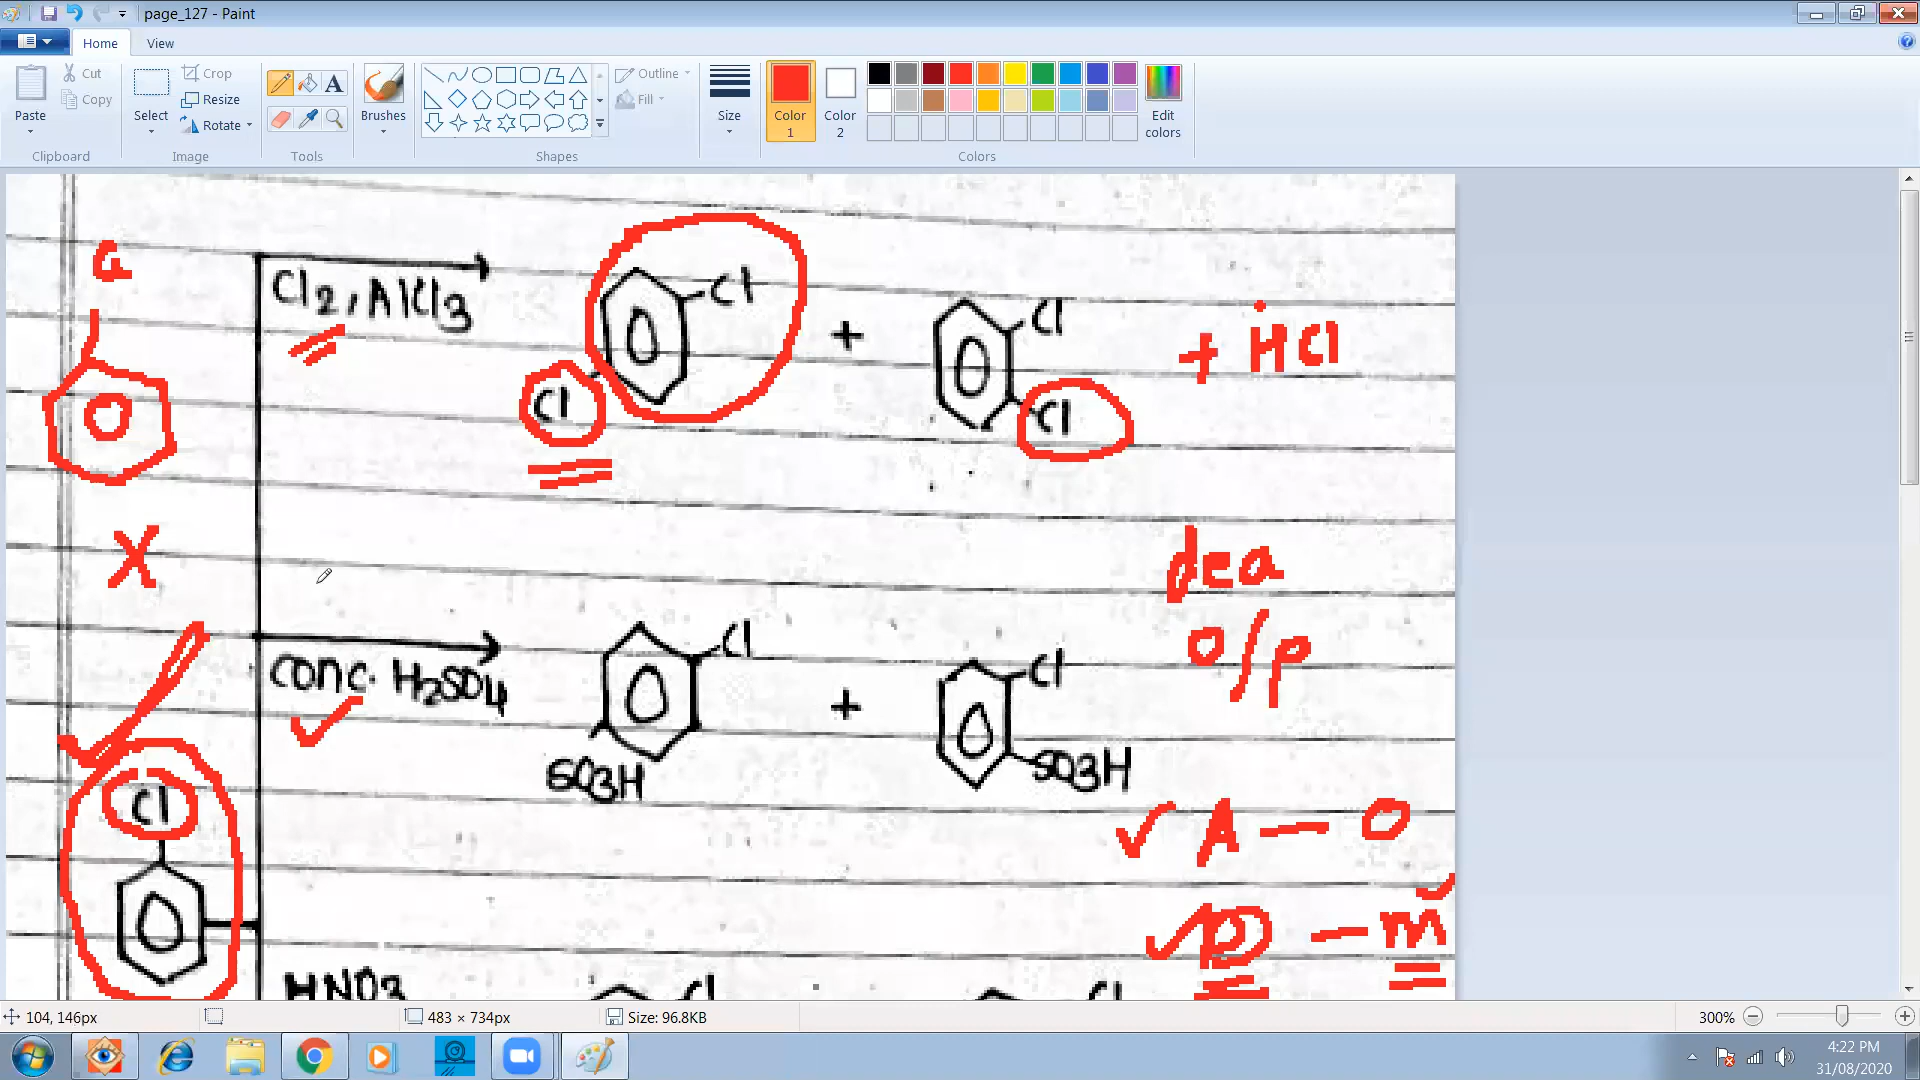 page_127 - Paint
Home
View
Paste
Cut
Copy
Clipboard
Select
Crop
Resize
Rotate
Image
Tools
Brushes
Shapes
Outline
Fill
Size
Color 1
Color 2
Edit colors
Colors
Cl2, AlCl3
Cl
Cl
+
Cl
Cl
+ HCl
X
dea
o/p
conc. H2SO4
Cl
SO3H
+
Cl
SO3H
A — O
D — m
Cl
HNO3
Cl
Cl
104, 146px
483 × 734px
Size: 96.8KB
300%
4:22 PM
31/08/2020